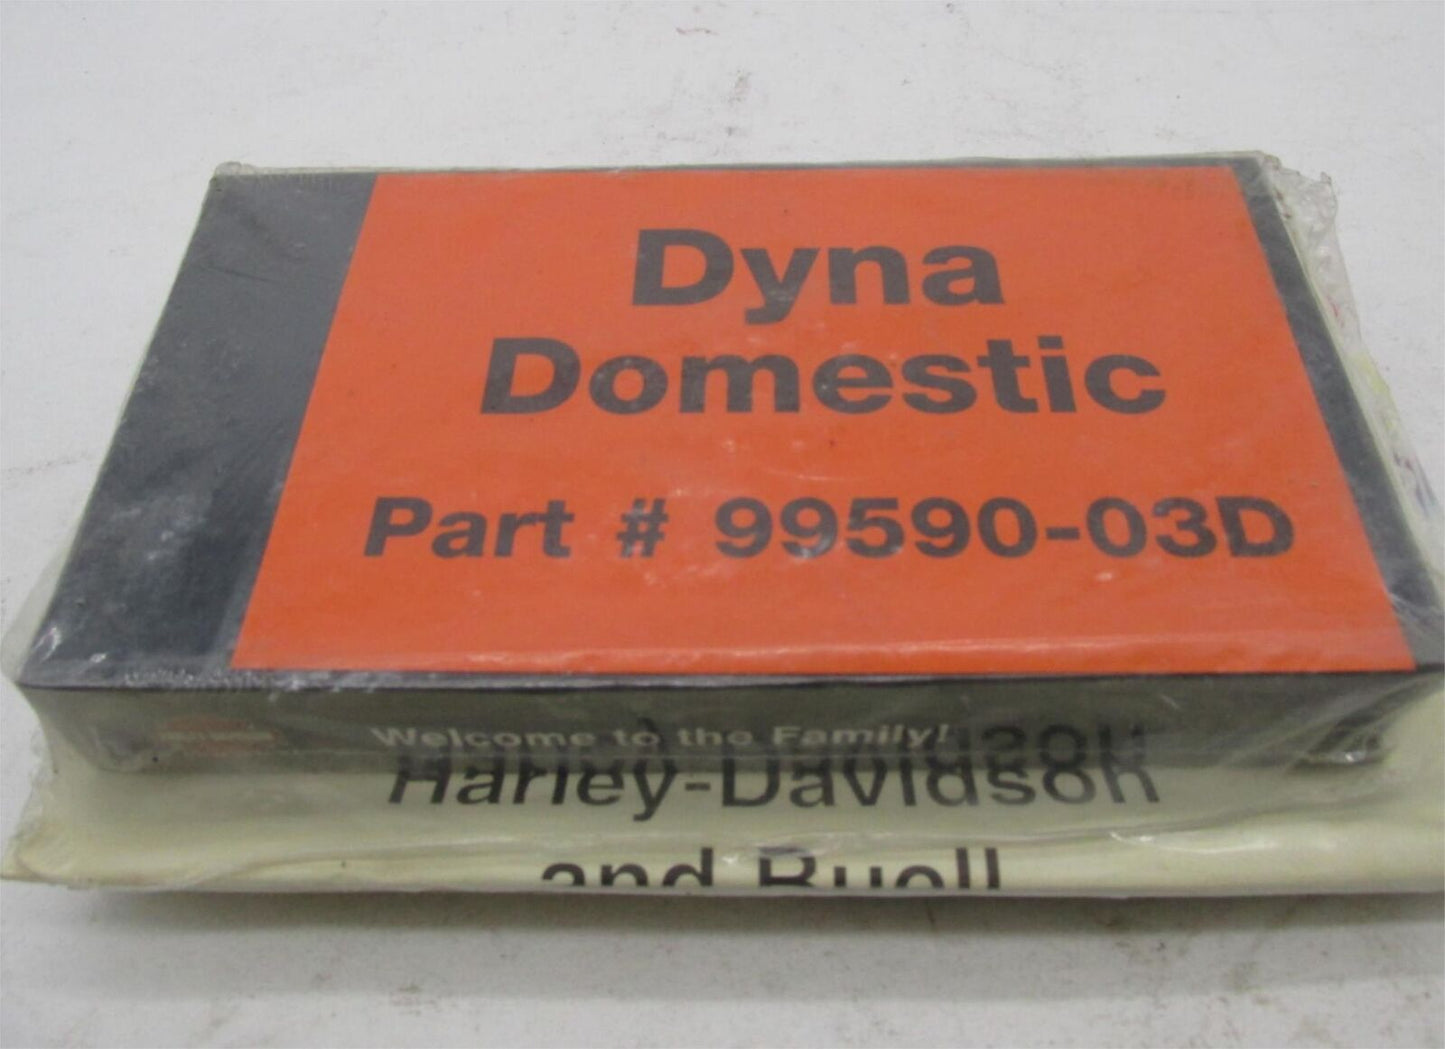 Dyna
Domestic
Part # 99590-03D
Welcome to the Family!
Harley-Davidson
and Buell